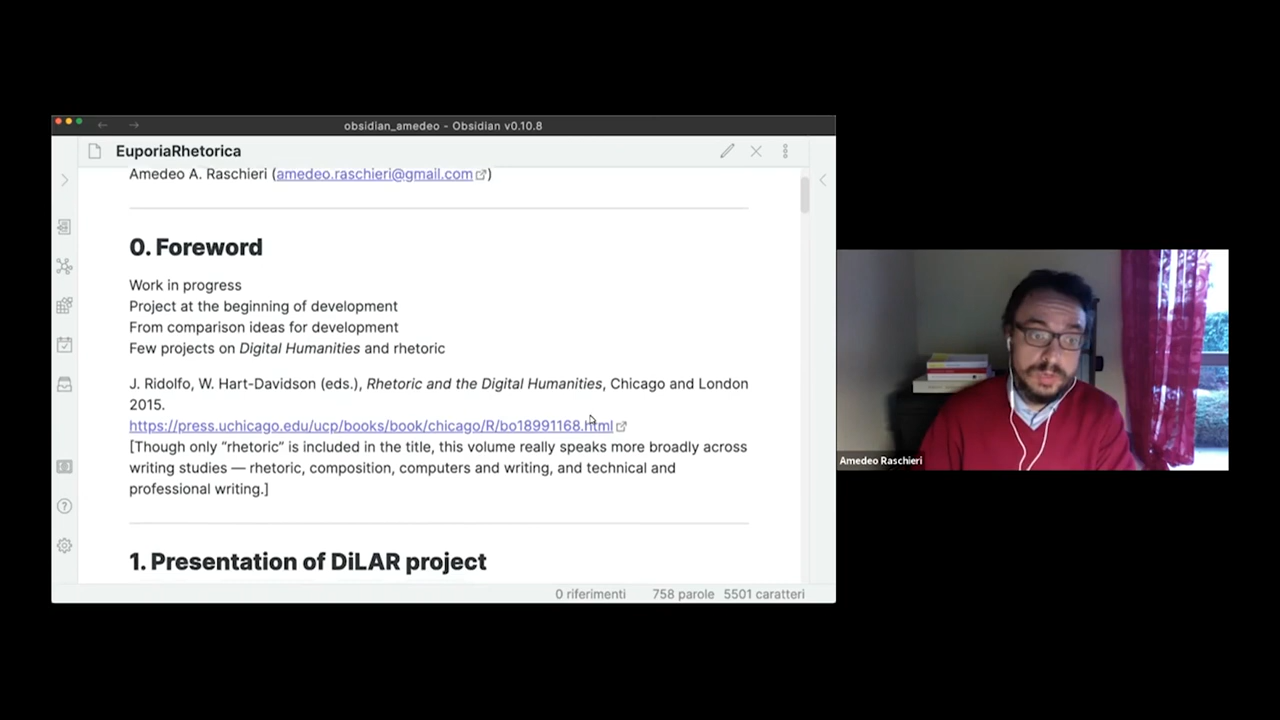 obsidian_amedeo - Obsidian v0.10.8
EuporiaRhetorica
Amedeo A. Raschieri (amedeo.raschieri@gmail.com)
0. Foreword
Work in progress
Project at the beginning of development
From comparison ideas for development
Few projects on Digital Humanities and rhetoric
J. Ridolfo, W. Hart-Davidson (eds.), Rhetoric and the Digital Humanities, Chicago and London
2015.
https://press.uchicago.edu/ucp/books/book/chicago/R/bo18991168.html
[Though only “rhetoric” is included in the title, this volume really speaks more broadly across
writing studies — rhetoric, composition, computers and writing, and technical and
professional writing.]
1. Presentation of DiLAR project
0 riferimenti 758 parole 5501 caratteri
Amedeo Raschieri